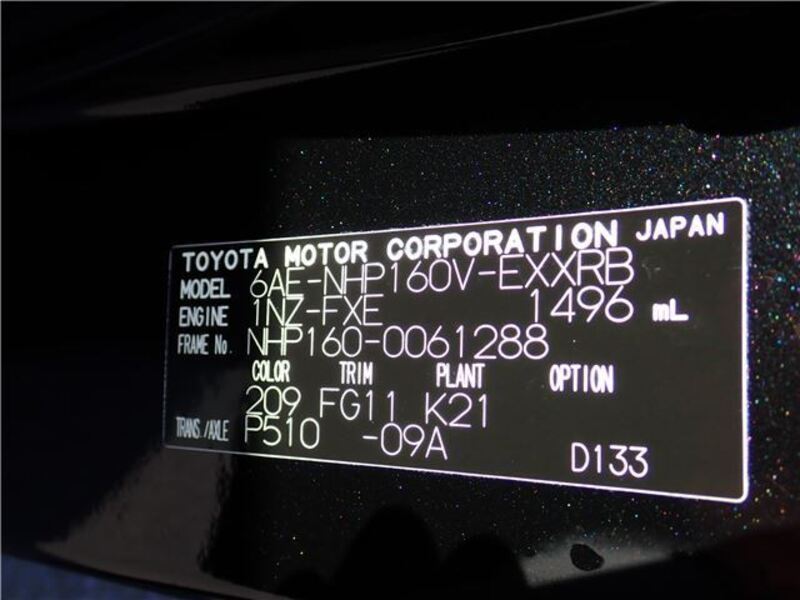 TOYOTA MOTOR CORPORATION JAPAN
MODEL 6AE-NHP160V-EXXRB
ENGINE 1NZ-FXE 1496 mL
FRAME No. NHP160-0061288
COLOR TRIM PLANT OPTION
209 FG11 K21
TRANS./AXLE P510 -09A
D133